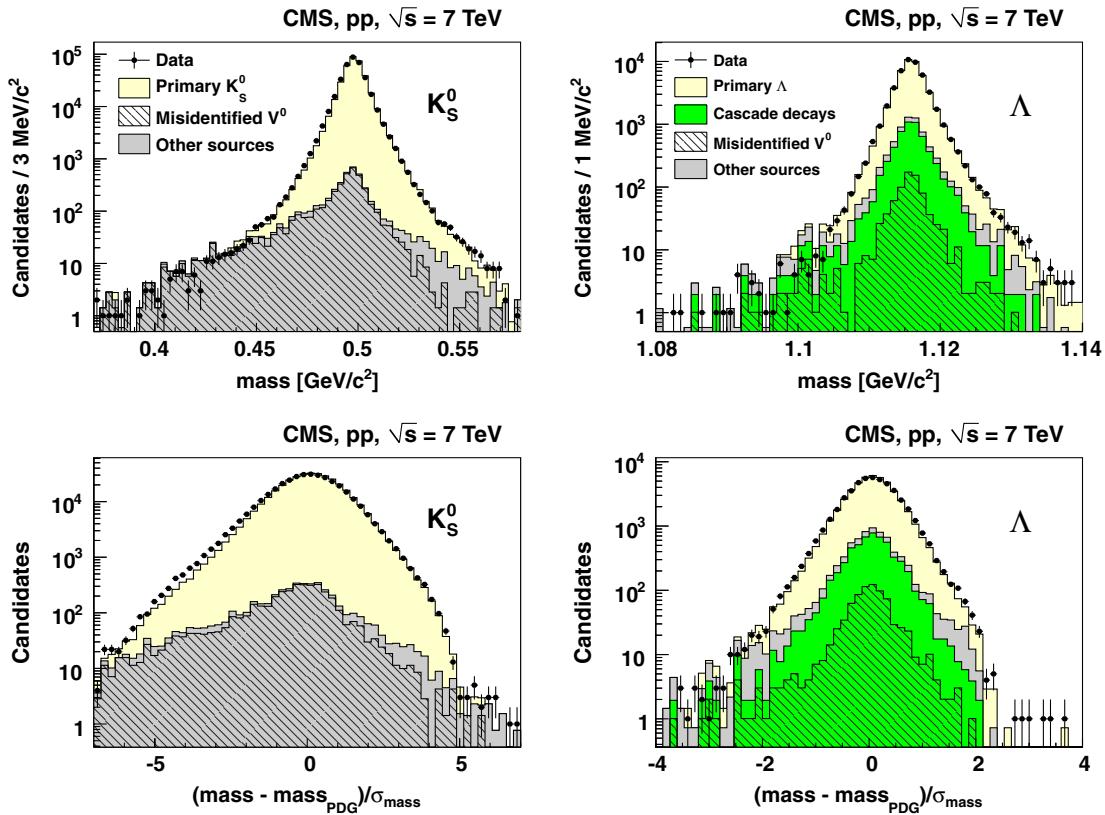 CMS, pp, √s = 7 TeV
Candidates / 3 MeV/c²
10⁵
10⁴
10³
10²
10
1
Data
Primary K⁰S
Misidentified V⁰
Other sources
K⁰S
0.4
0.45
0.5
0.55
mass [GeV/c²]
CMS, pp, √s = 7 TeV
Candidates / 1 MeV/c²
10⁴
10³
10²
10
1
Data
Primary Λ
Cascade decays
Misidentified V⁰
Other sources
Λ
1.08
1.1
1.12
1.14
mass [GeV/c²]
CMS, pp, √s = 7 TeV
Candidates
10⁴
10³
10²
10
1
K⁰S
-5
0
5
(mass - massPDG)/σmass
CMS, pp, √s = 7 TeV
Candidates
10⁴
10³
10²
10
1
Λ
-4
-2
0
2
4
(mass - massPDG)/σmass